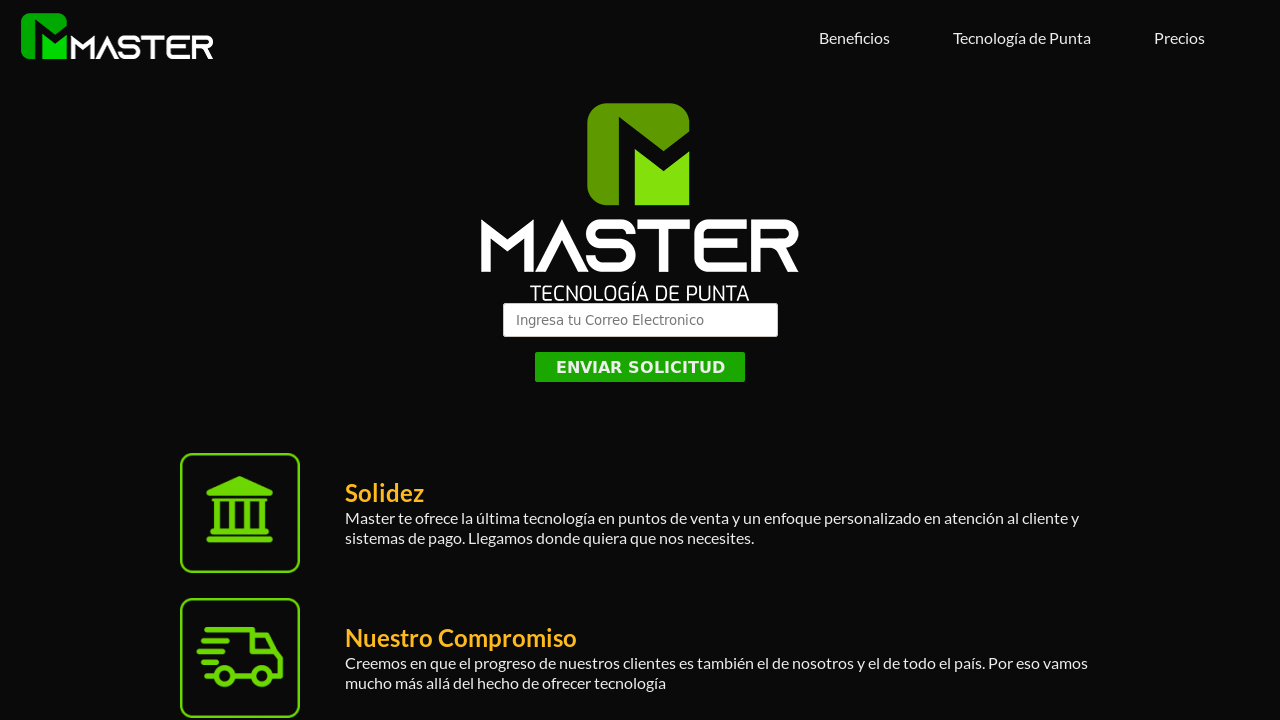 MASTER
Beneficios
Tecnología de Punta
Precios
MASTER
TECNOLOGÍA DE PUNTA
Ingresa tu Correo Electronico
ENVIAR SOLICITUD
Solidez
Master te ofrece la última tecnología en puntos de venta y un enfoque personalizado en atención al cliente y
sistemas de pago. Llegamos donde quiera que nos necesites.
Nuestro Compromiso
Creemos en que el progreso de nuestros clientes es también el de nosotros y el de todo el país. Por eso vamos
mucho más allá del hecho de ofrecer tecnología